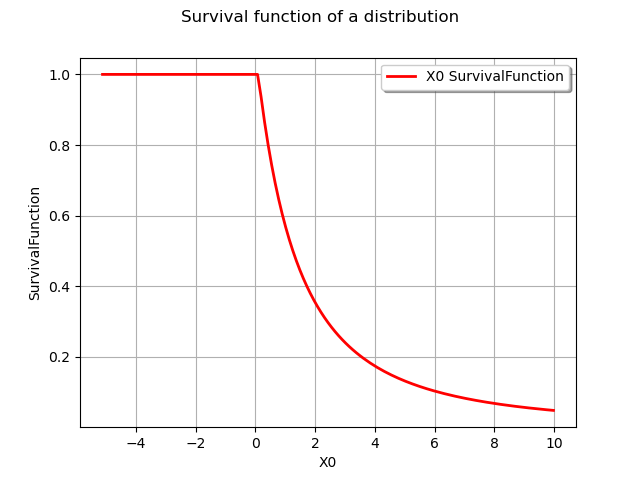 Survival function of a distribution
X0 SurvivalFunction
1.0
0.8
0.6
0.4
0.2
SurvivalFunction
−4 −2 0 2 4 6 8 10
X0